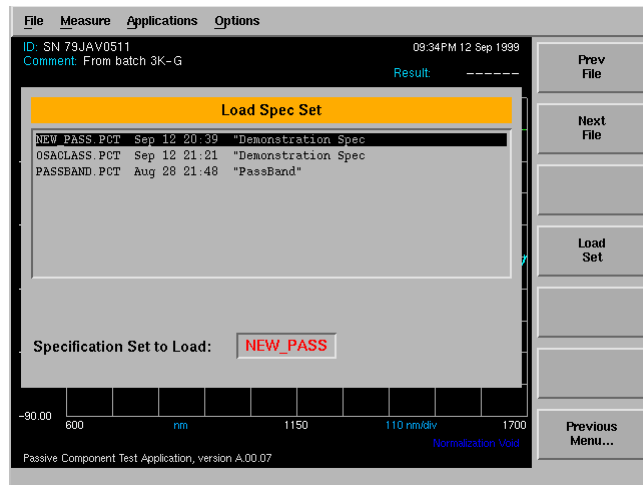 File Measure Applications Options
ID: SN 79JAV0511
09:34PM 12 Sep 1999
Comment: From batch 3K-G
Result: ------
Load Spec Set
NEW_PASS.PCT Sep 12 20:39 "Demonstration Spec
OSACLASS.PCT Sep 12 21:21 "Demonstration Spec
PASSBAND.PCT Aug 28 21:48 "PassBand"
Specification Set to Load: NEW_PASS
-90.00
600 nm 1150 110 nm/div 1700
Normalization Void
Passive Component Test Application, version A.00.07
Prev
File
Next
File
Load
Set
Previous
Menu...